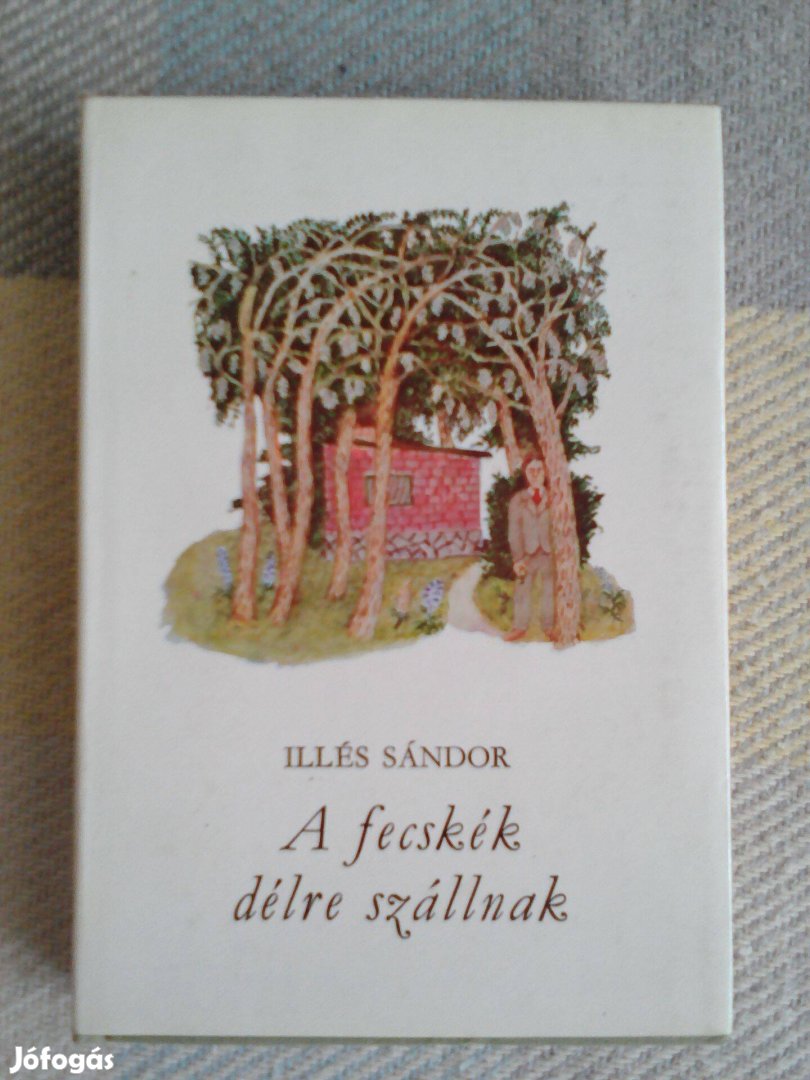 ILLÉS SÁNDOR
A fecskék
délre szállnak
Jófogás